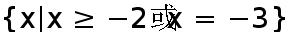 {x|x ≥ −2或x = −3}